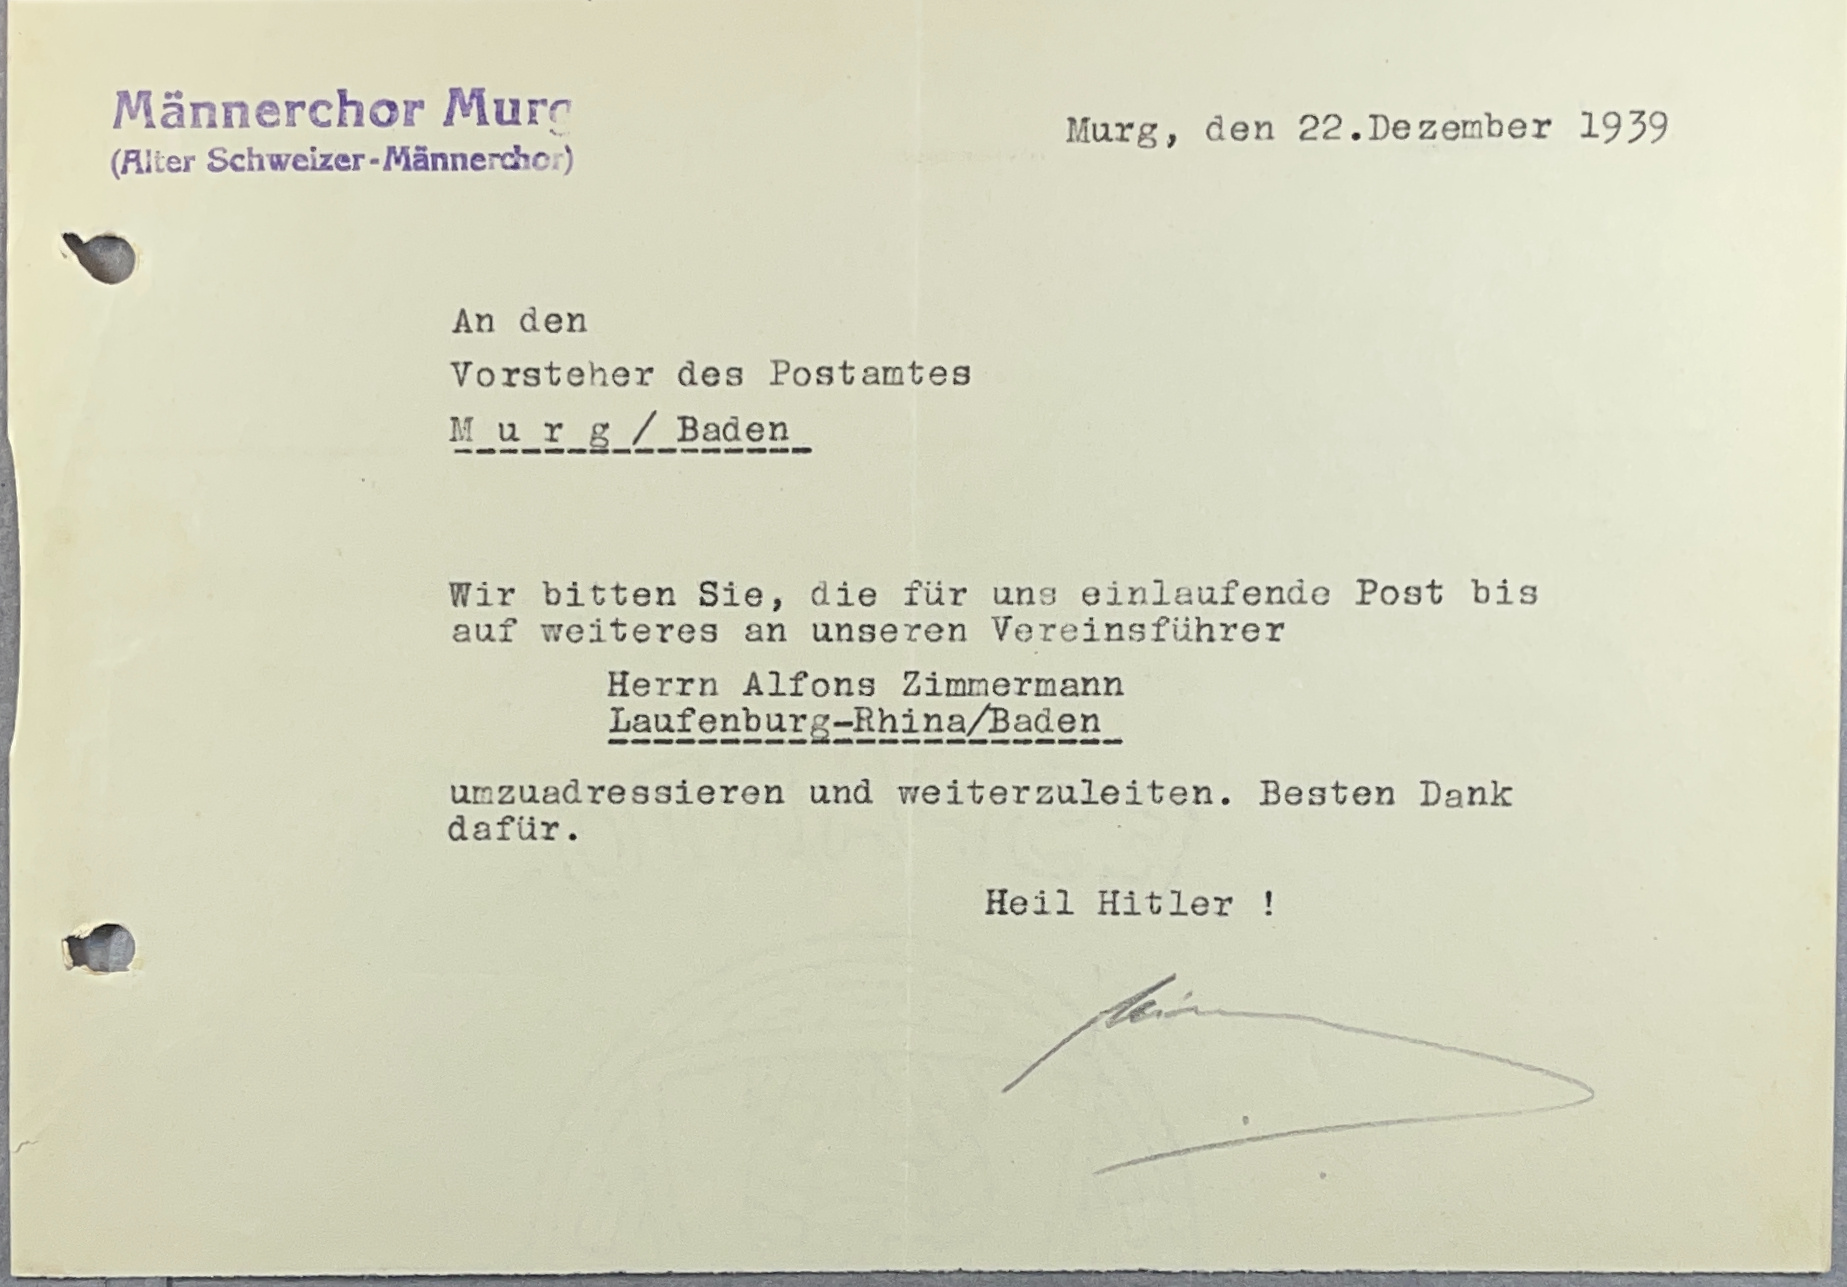 Männerchor Murg
(Alter Schweizer-Männerchor)
Murg, den 22.Dezember 1939
An den
Vorsteher des Postamtes
M u r g / Baden
Wir bitten Sie, die für uns einlaufende Post bis
auf weiteres an unseren Vereinsführer
Herrn Alfons Zimmermann
Laufenburg-Rhina/Baden
umzuadressieren und weiterzuleiten. Besten Dank
dafür.
Heil Hitler !